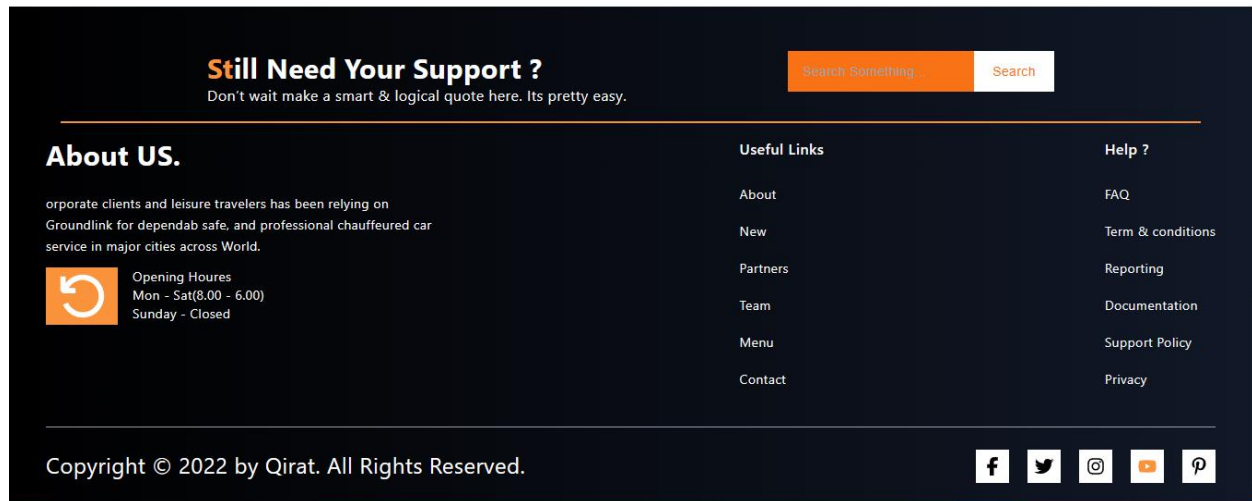 Still Need Your Support ?
Don't wait make a smart & logical quote here. Its pretty easy.
Search Something...
Search
About US.
orporate clients and leisure travelers has been relying on
Groundlink for dependab safe, and professional chauffeured car
service in major cities across World.
Opening Houres
Mon - Sat(8.00 - 6.00)
Sunday - Closed
Useful Links
About
New
Partners
Team
Menu
Contact
Help ?
FAQ
Term & conditions
Reporting
Documentation
Support Policy
Privacy
Copyright © 2022 by Qirat. All Rights Reserved.